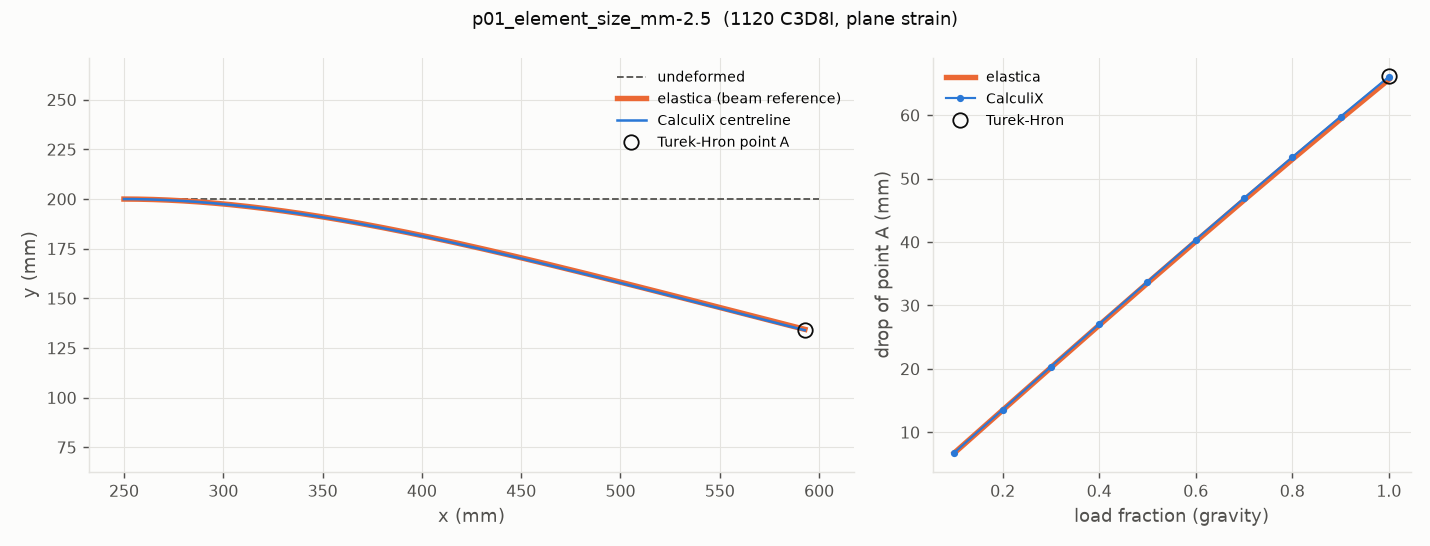 p01_element_size_mm-2.5  (1120 C3D8I, plane strain)
undeformed
elastica (beam reference)
CalculiX centreline
Turek-Hron point A
250
225
200
175
150
125
100
75
y (mm)
250 300 350 400 450 500 550 600
x (mm)
elastica
CalculiX
Turek-Hron
60
50
40
30
20
10
drop of point A (mm)
0.2 0.4 0.6 0.8 1.0
load fraction (gravity)